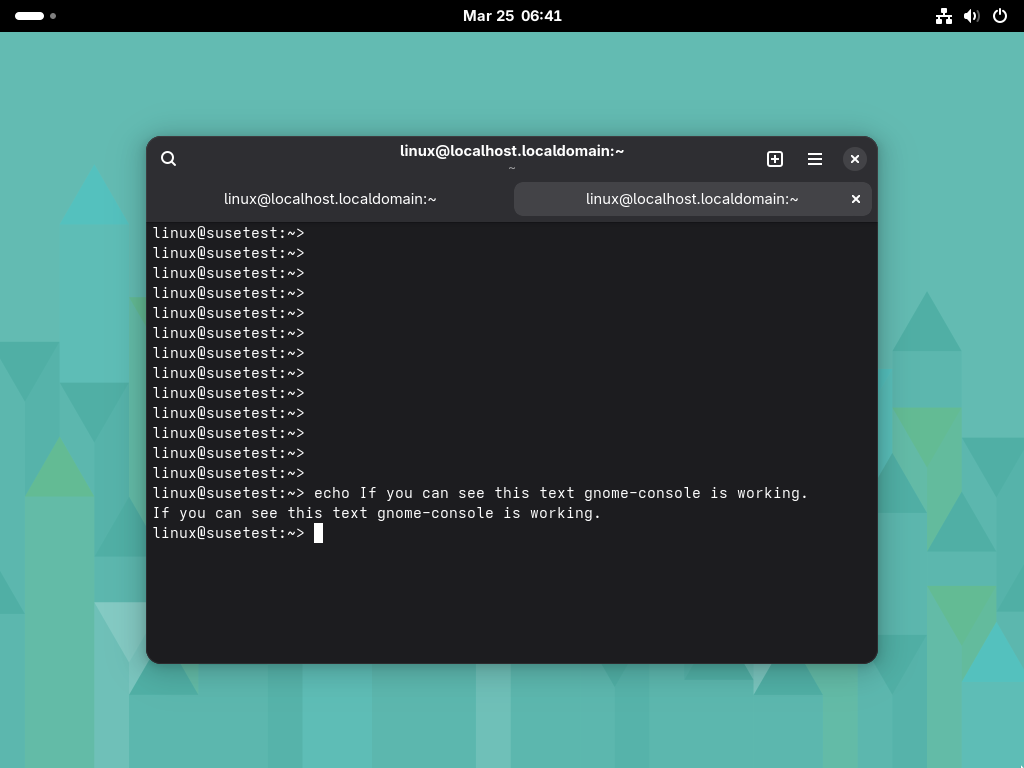 Mar 25 06:41
linux@localhost.localdomain:~
~
linux@localhost.localdomain:~ linux@localhost.localdomain:~
linux@susetest:~>
linux@susetest:~>
linux@susetest:~>
linux@susetest:~>
linux@susetest:~>
linux@susetest:~>
linux@susetest:~>
linux@susetest:~>
linux@susetest:~>
linux@susetest:~>
linux@susetest:~>
linux@susetest:~>
linux@susetest:~>
linux@susetest:~> echo If you can see this text gnome-console is working.
If you can see this text gnome-console is working.
linux@susetest:~>